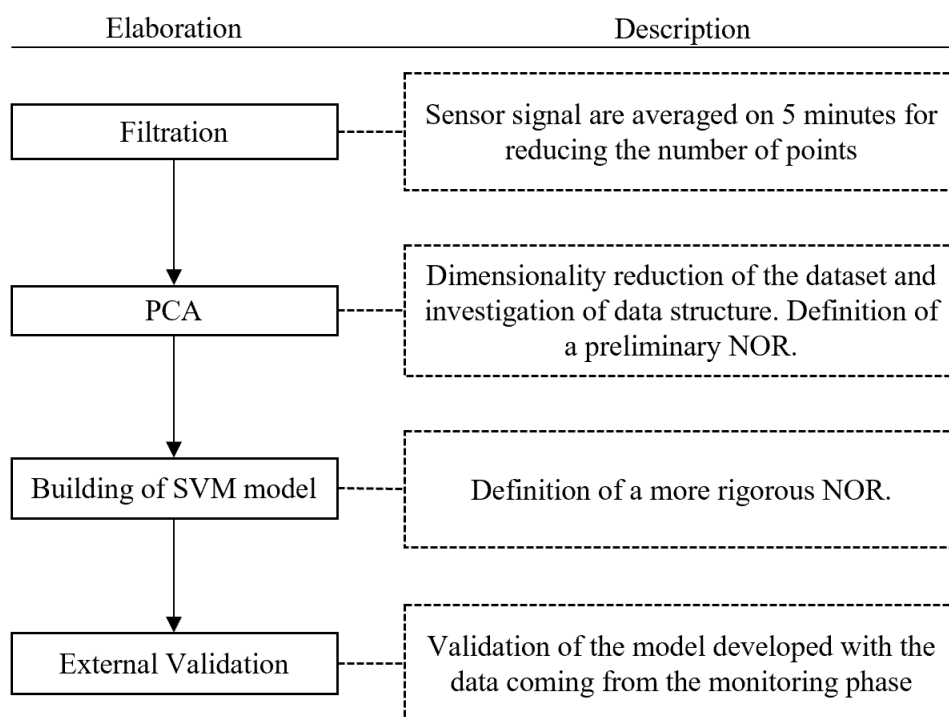 Elaboration
Description
Filtration
Sensor signal are averaged on 5 minutes for
reducing the number of points
PCA
Dimensionality reduction of the dataset and
investigation of data structure. Definition of
a preliminary NOR.
Building of SVM model
Definition of a more rigorous NOR.
External Validation
Validation of the model developed with the
data coming from the monitoring phase